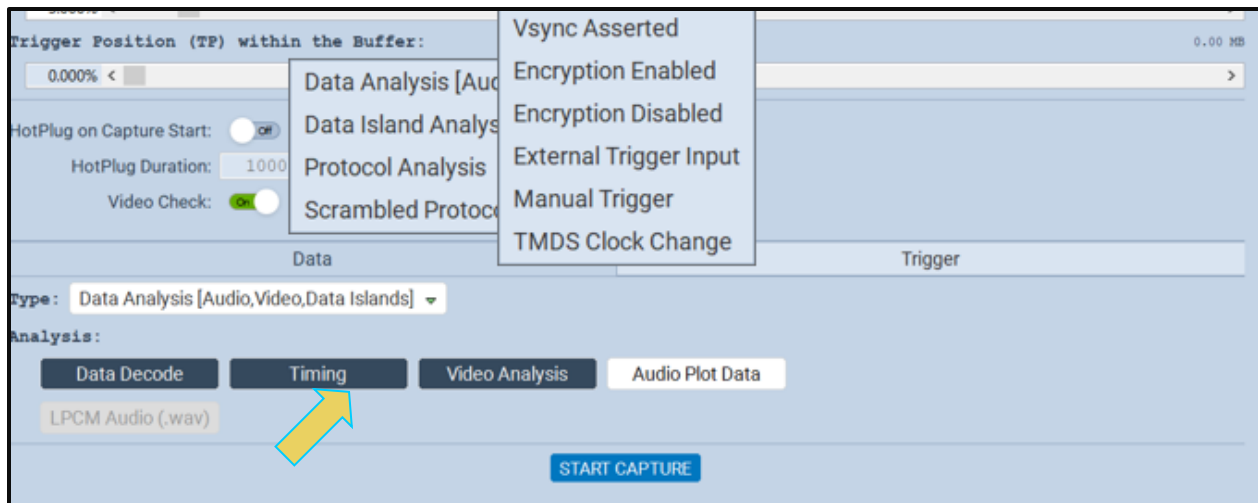 Vsync Asserted
Trigger Position (TP) within the Buffer:
0.00 MB
0.000% <
>
Data Analysis [Aud
Encryption Enabled
HotPlug on Capture Start: Off
Data Island Analys
Encryption Disabled
HotPlug Duration: 1000
Protocol Analysis
External Trigger Input
Video Check: On
Scrambled Protoco
Manual Trigger
TMDS Clock Change
Data
Trigger
Type: Data Analysis [Audio,Video,Data Islands]
Analysis:
Data Decode
Timing
Video Analysis
Audio Plot Data
LPCM Audio (.wav)
START CAPTURE